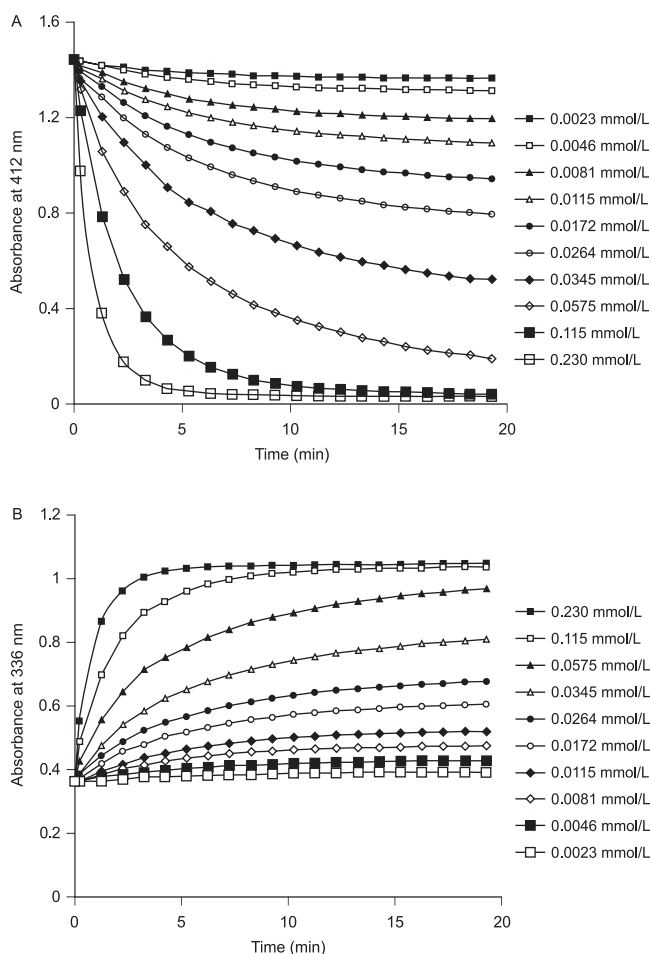 A
1.6
1.2
0.8
0.4
0
Absorbance at 412 nm
0
5
10
15
20
Time (min)
0.0023 mmol/L
0.0046 mmol/L
0.0081 mmol/L
0.0115 mmol/L
0.0172 mmol/L
0.0264 mmol/L
0.0345 mmol/L
0.0575 mmol/L
0.115 mmol/L
0.230 mmol/L
B
1.2
1
0.8
0.6
0.4
0.2
0
Absorbance at 336 nm
0
5
10
15
20
Time (min)
0.230 mmol/L
0.115 mmol/L
0.0575 mmol/L
0.0345 mmol/L
0.0264 mmol/L
0.0172 mmol/L
0.0115 mmol/L
0.0081 mmol/L
0.0046 mmol/L
0.0023 mmol/L